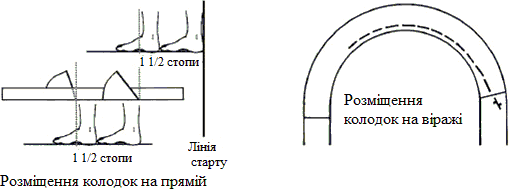 1 1/2 стопи
1 1/2 стопи
Лінія
старту
Розміщення колодок на прямій
Розміщення
колодок на віражі